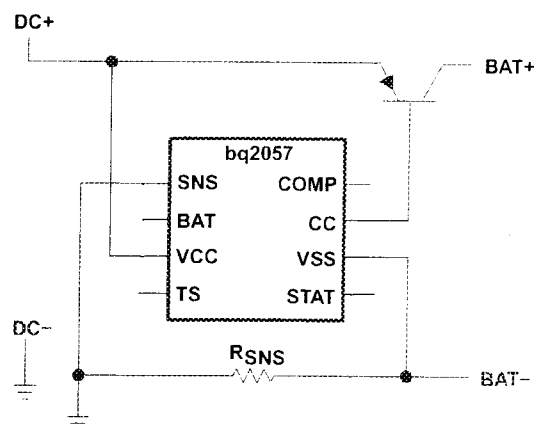 DC+
BAT+
bq2057
SNS
COMP
BAT
CC
VCC
VSS
TS
STAT
DC−
RSNS
BAT−